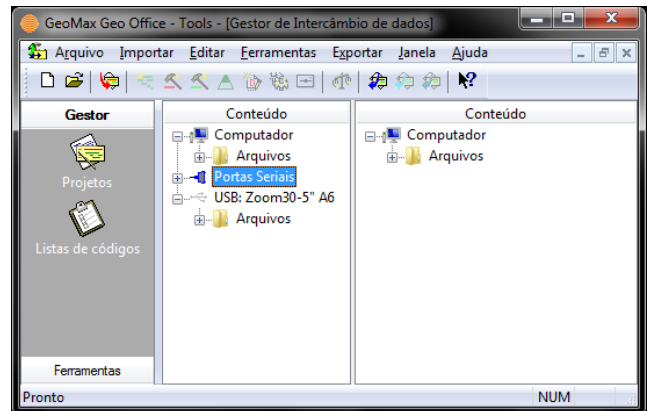 GeoMax Geo Office - Tools - [Gestor de Intercâmbio de dados]
Arquivo Importar Editar Ferramentas Exportar Janela Ajuda
Gestor
Projetos
Listas de códigos
Ferramentas
Conteúdo
Computador
Arquivos
Portas Seriais
USB: Zoom30-5" A6
Arquivos
Conteúdo
Computador
Arquivos
Pronto NUM